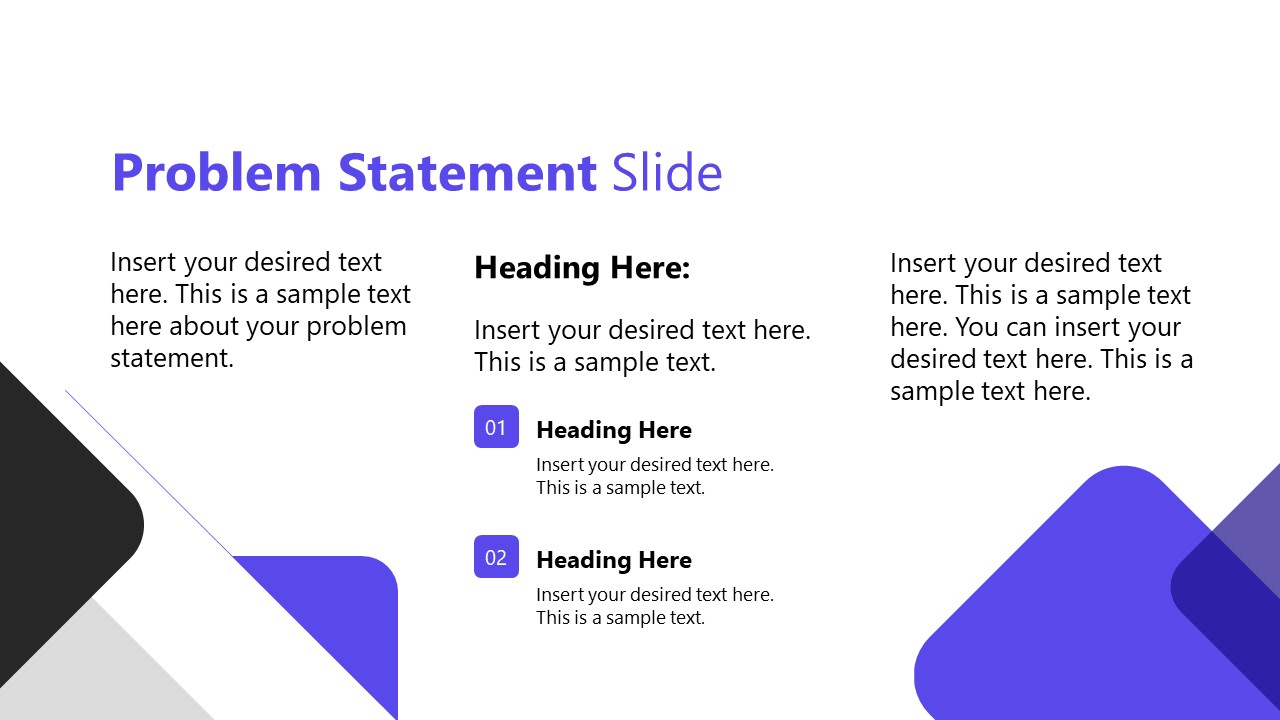 Problem Statement Slide
Insert your desired text
here. This is a sample text
here about your problem
statement.
Heading Here:
Insert your desired text here.
This is a sample text.
01
Heading Here
Insert your desired text here.
This is a sample text.
02
Heading Here
Insert your desired text here.
This is a sample text.
Insert your desired text
here. This is a sample text
here. You can insert your
desired text here. This is a
sample text here.